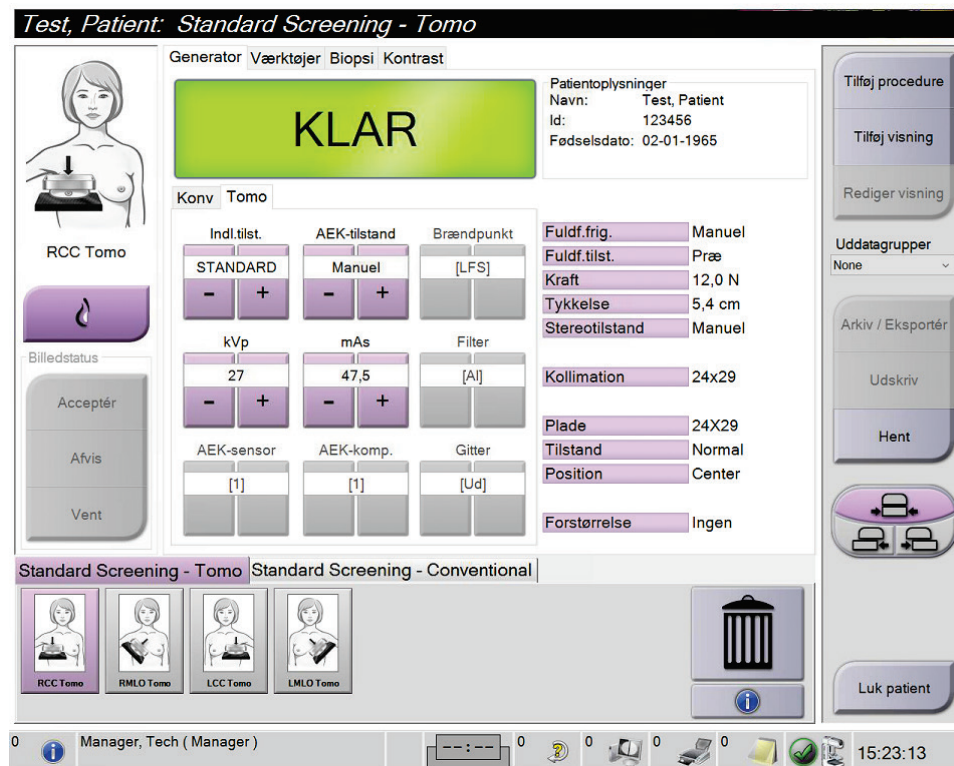 Test, Patient: Standard Screening - Tomo
Generator Værktøjer Biopsi Kontrast
KLAR
Patientoplysninger
Navn: Test, Patient
Id: 123456
Fødselsdato: 02-01-1965
RCC Tomo
Billedstatus
Acceptér
Afvis
Vent
Konv Tomo
Indl.tilst. AEK-tilstand Brændpunkt
STANDARD Manuel [LFS]
- + - +
kVp mAs Filter
27 47,5 [Al]
- + - +
AEK-sensor AEK-komp. Gitter
[1] [1] [Ud]
Fuldf.frig. Manuel
Fuldf.tilst. Præ
Kraft 12,0 N
Tykkelse 5,4 cm
Stereotilstand Manuel
Kollimation 24x29
Plade 24X29
Tilstand Normal
Position Center
Forstørrelse Ingen
Tilføj procedure
Tilføj visning
Rediger visning
Uddatagrupper
None
Arkiv / Eksportér
Udskriv
Hent
Luk patient
Standard Screening - Tomo Standard Screening - Conventional
RCC Tomo RMLO Tomo LCC Tomo LMLO Tomo
0 Manager, Tech ( Manager ) --:-- 0 0 0 0 15:23:13